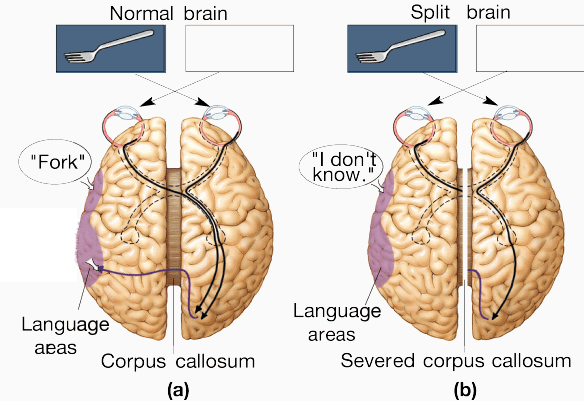 Normal brain
Split brain
"Fork"
"I don't
know."
Language
aeas
Language
areas
Corpus callosum
Severed corpus callosum
(a)
(b)